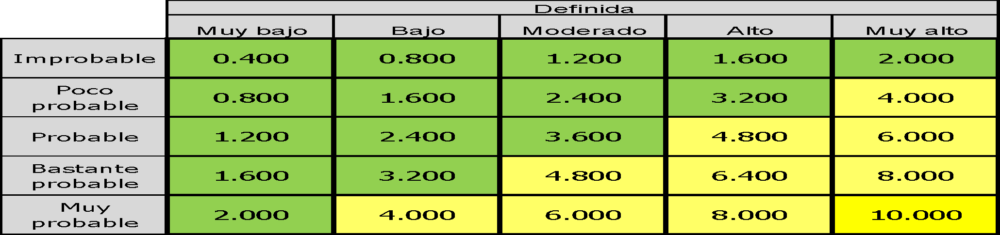 Definida
Muy bajo Bajo Moderado Alto Muy alto
Improbable 0.400 0.800 1.200 1.600 2.000
Poco
probable 0.800 1.600 2.400 3.200 4.000
Probable 1.200 2.400 3.600 4.800 6.000
Bastante
probable 1.600 3.200 4.800 6.400 8.000
Muy
probable 2.000 4.000 6.000 8.000 10.000